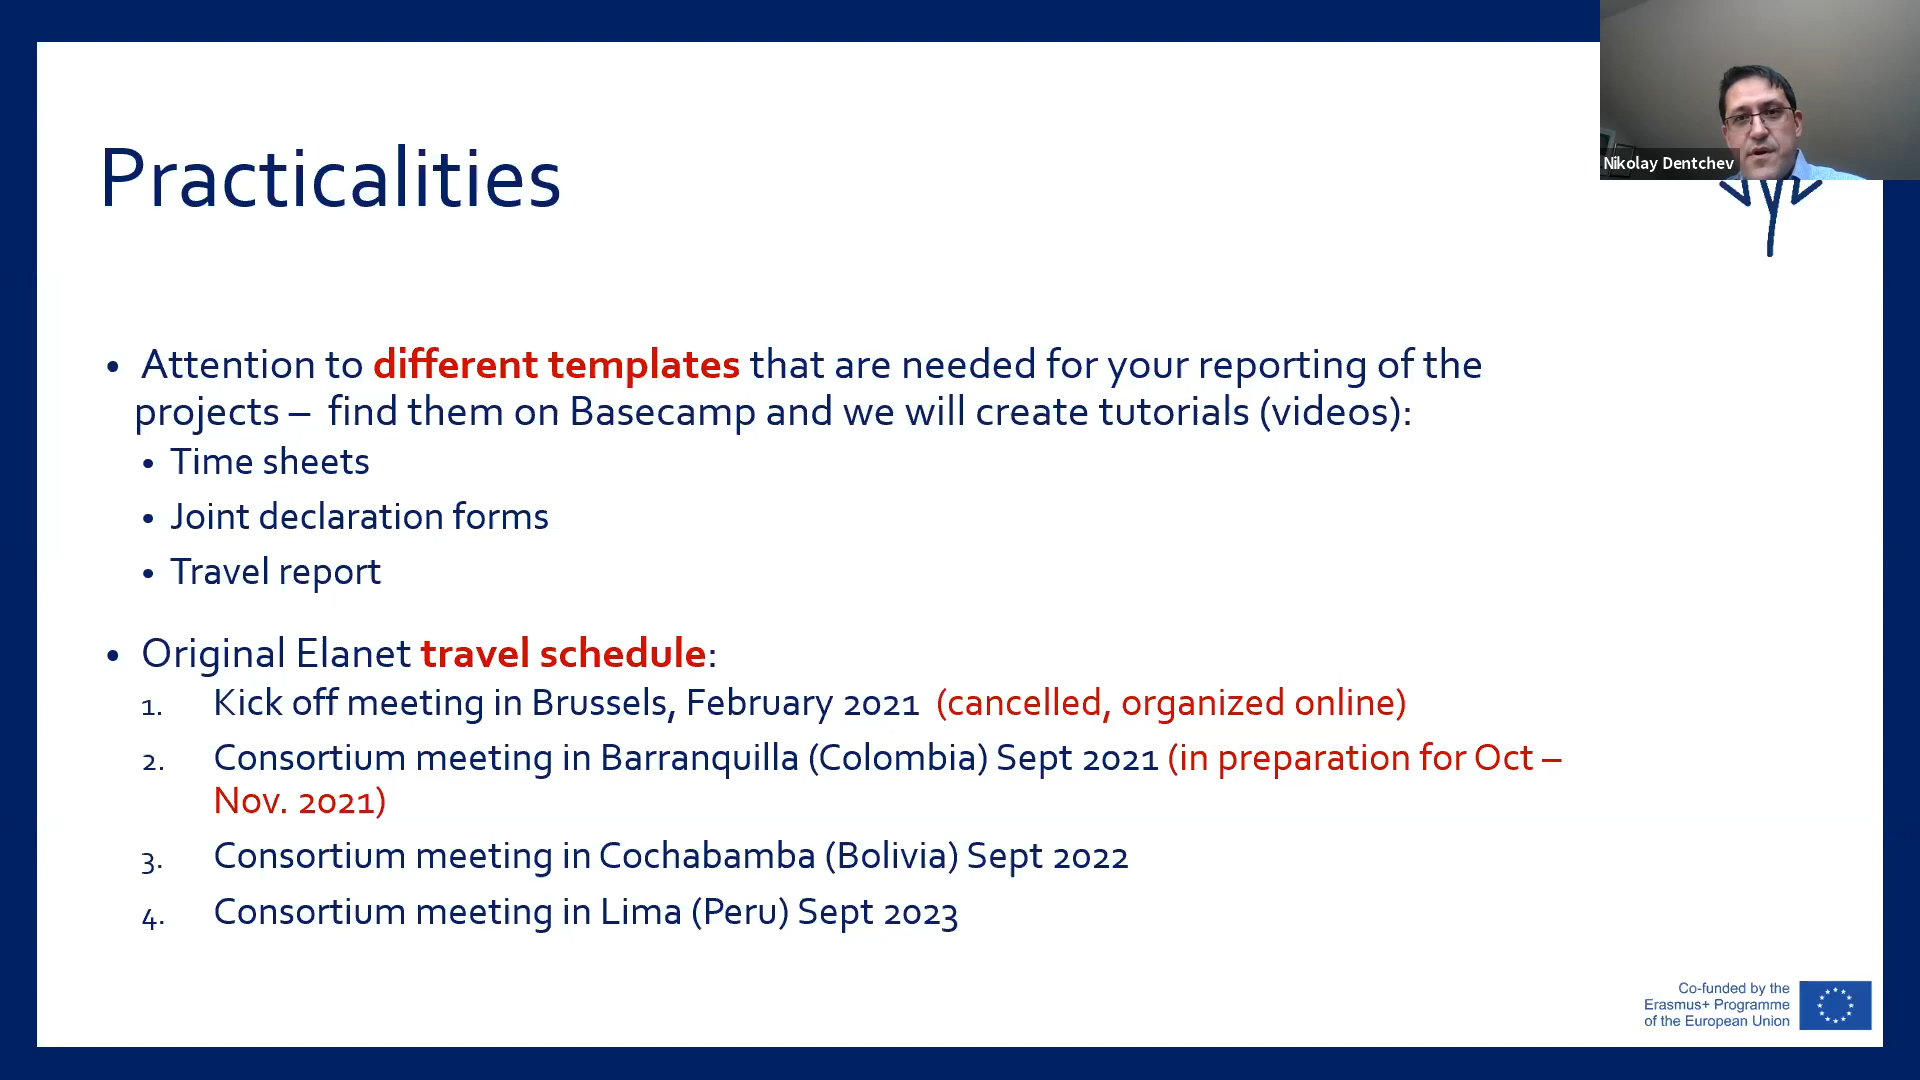 Nikolay Dentchev
Practicalities
• Attention to different templates that are needed for your reporting of the
projects – find them on Basecamp and we will create tutorials (videos):
• Time sheets
• Joint declaration forms
• Travel report
• Original Elanet travel schedule:
1. Kick off meeting in Brussels, February 2021 (cancelled, organized online)
2. Consortium meeting in Barranquilla (Colombia) Sept 2021 (in preparation for Oct –
Nov. 2021)
3. Consortium meeting in Cochabamba (Bolivia) Sept 2022
4. Consortium meeting in Lima (Peru) Sept 2023
Co-funded by the
Erasmus+ Programme
of the European Union